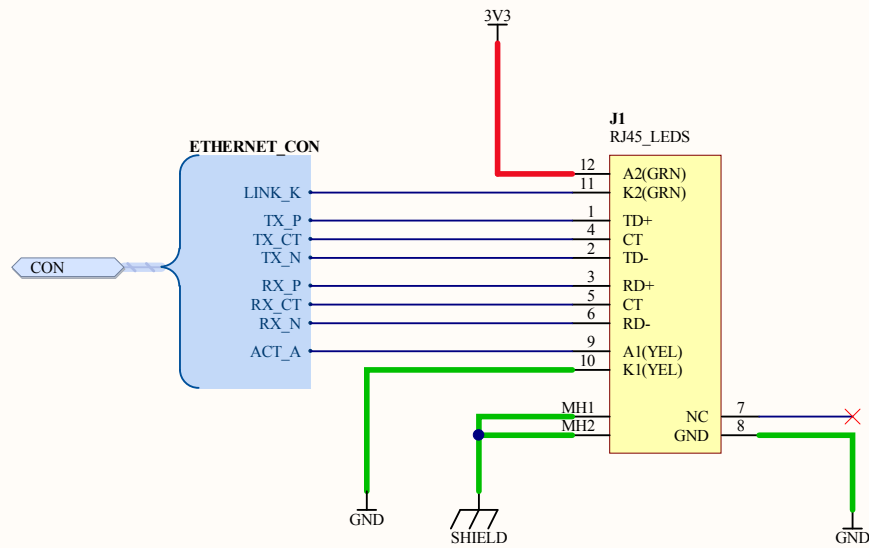 3V3
J1
RJ45_LEDS
ETHERNET_CON
12 A2(GRN)
LINK_K 11 K2(GRN)
TX_P 1 TD+
TX_CT 4 CT
TX_N 2 TD-
CON
RX_P 3 RD+
RX_CT 5 CT
RX_N 6 RD-
ACT_A 9 A1(YEL)
10 K1(YEL)
MH1 NC 7
MH2 GND 8
GND
SHIELD
GND